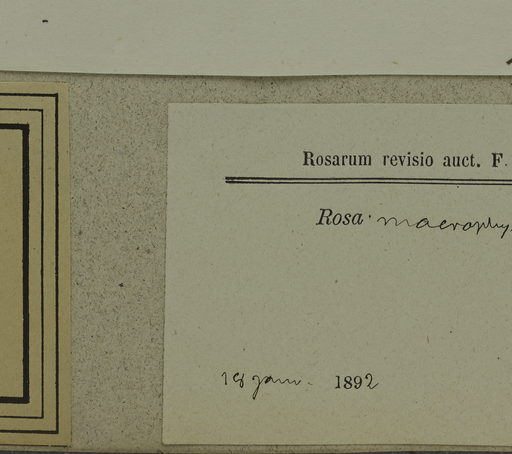 Rosarum revisio auct. F.
Rosa macrophy
18 janv. 1892